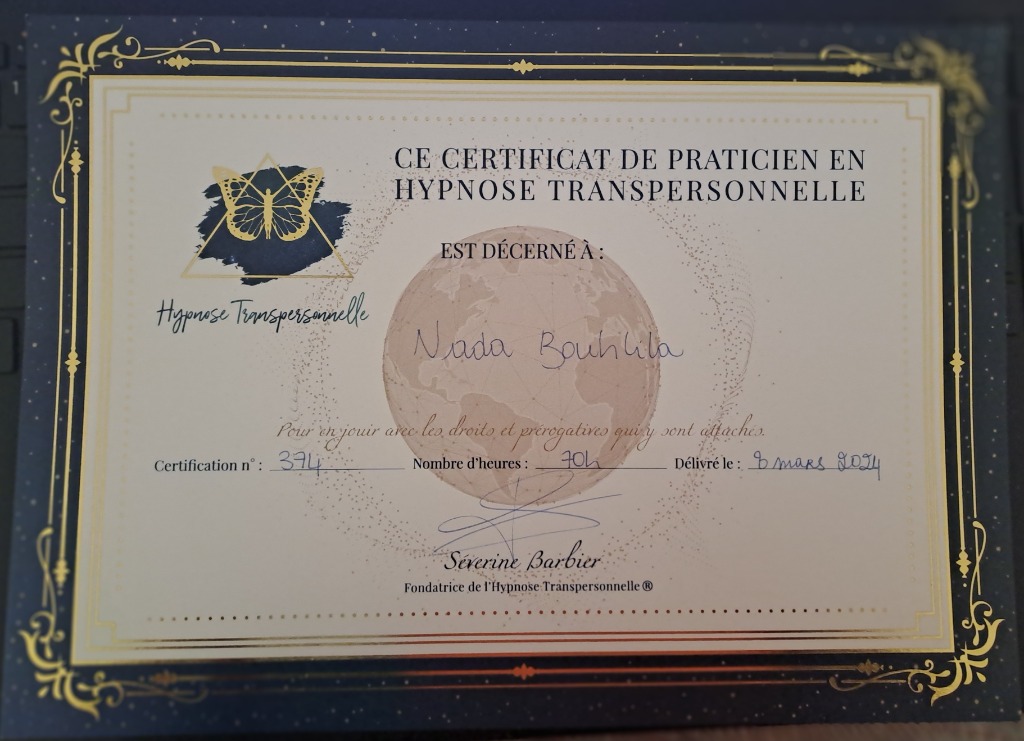 CE CERTIFICAT DE PRATICIEN EN
HYPNOSE TRANSPERSONNELLE
EST DÉCERNÉ À :
Hypnose Transpersonnelle
Nada Bouhlila
Pour en jouir avec les droits et prérogatives qui y sont attachés.
Certification n° : 374 Nombre d'heures : 70h Délivré le : 8 mars 2024
Séverine Barbier
Fondatrice de l'Hypnose Transpersonnelle®